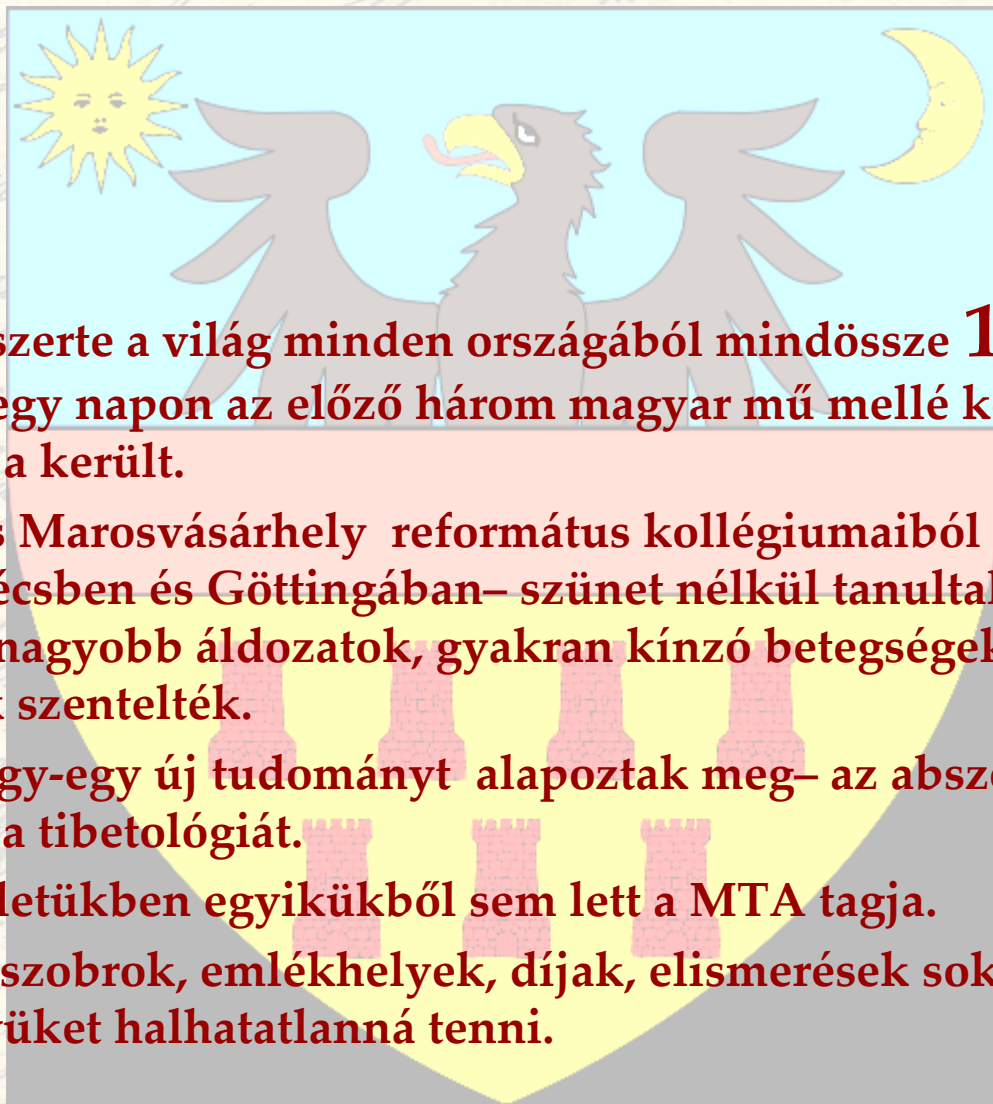 szerte a világ minden országából mindössze 1
egy napon az előző három magyar mű mellé k
a került.
s Marosvásárhely református kollégiumaiból
écsben és Göttingában– szünet nélkül tanultak
nagyobb áldozatok, gyakran kínzó betegségek
k szentelték.
gy-egy új tudományt alapoztak meg– az absz
a tibetológiát.
letükben egyikükből sem lett a MTA tagja.
szobrok, emlékhelyek, díjak, elismerések sok
yüket halhatatlanná tenni.